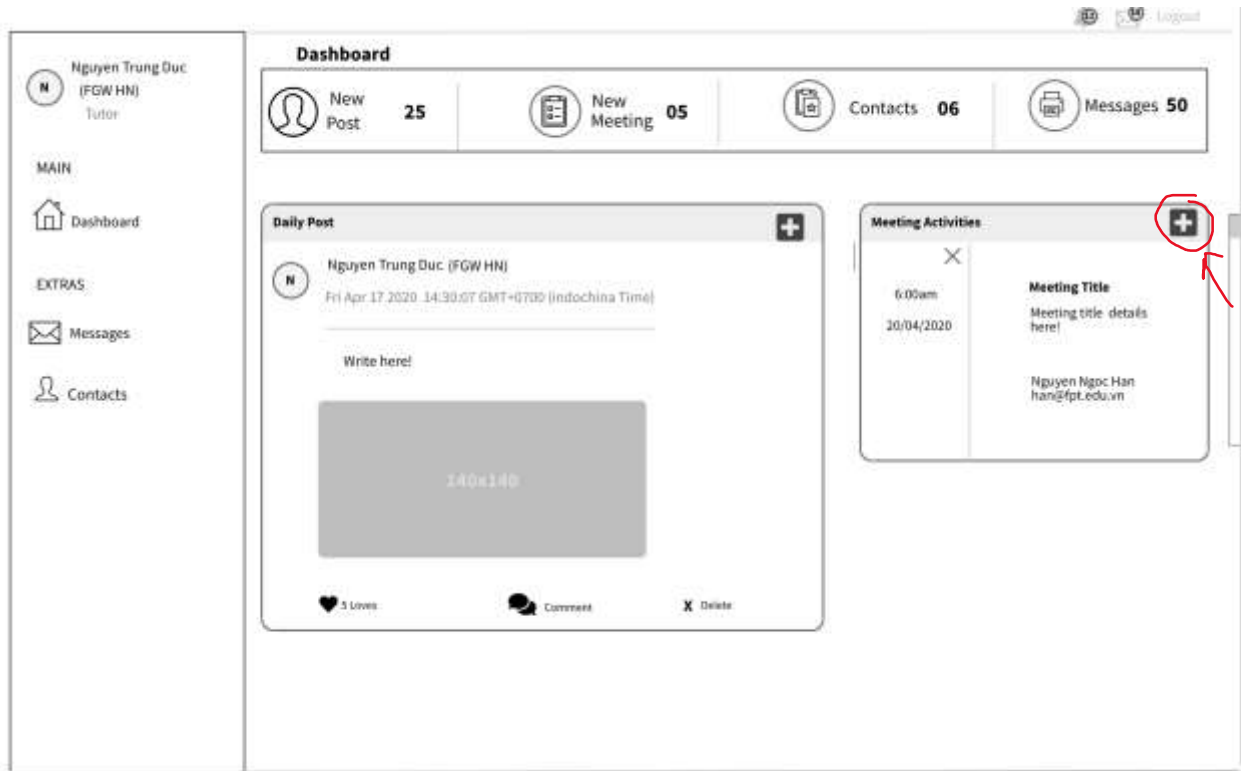 Logout
Nguyen Trung Duc
(FGW HN)
N
Tutor
MAIN
Dashboard
EXTRAS
Messages
Contacts
Dashboard
New
Post
25
New
Meeting
05
Contacts 06
Messages 50
Daily Post
N
Nguyen Trung Duc (FGW HN)
Fri Apr 17 2020 14:30:07 GMT+0700 (Indochina Time)
Write here!
140x140
5 Loves
Comment
X Delete
Meeting Activities
6:00am
20/04/2020
Meeting Title
Meeting title details
here!
Nguyen Ngoc Han
han@fpt.edu.vn